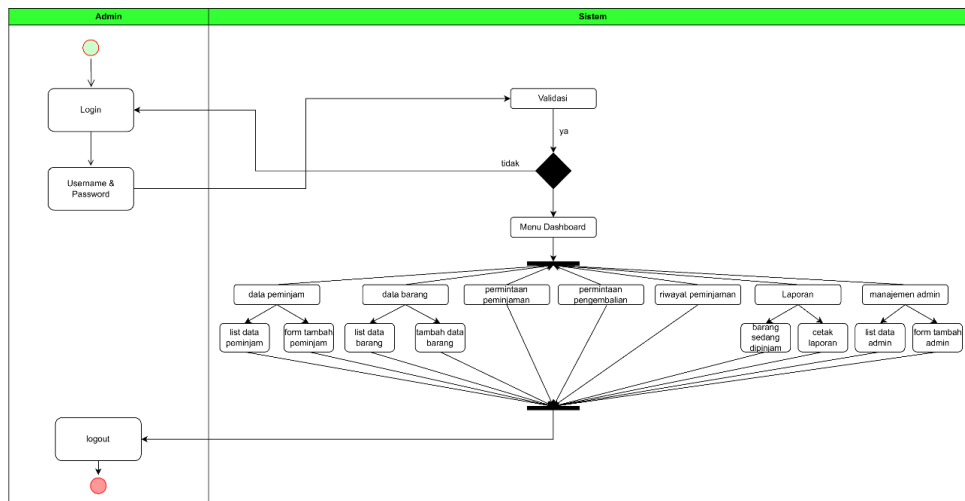 Admin
Sistem
Login
Validasi
ya
tidak
Username &
Password
Menu Dashboard
data peminjam
data barang
permintaan
peminjaman
permintaan
pengembalian
riwayat peminjaman
Laporan
manajemen admin
list data
peminjam
form tambah
peminjam
list data
barang
tambah data
barang
barang
sedang
dipinjam
cetak
laporan
list data
admin
form tambah
admin
logout